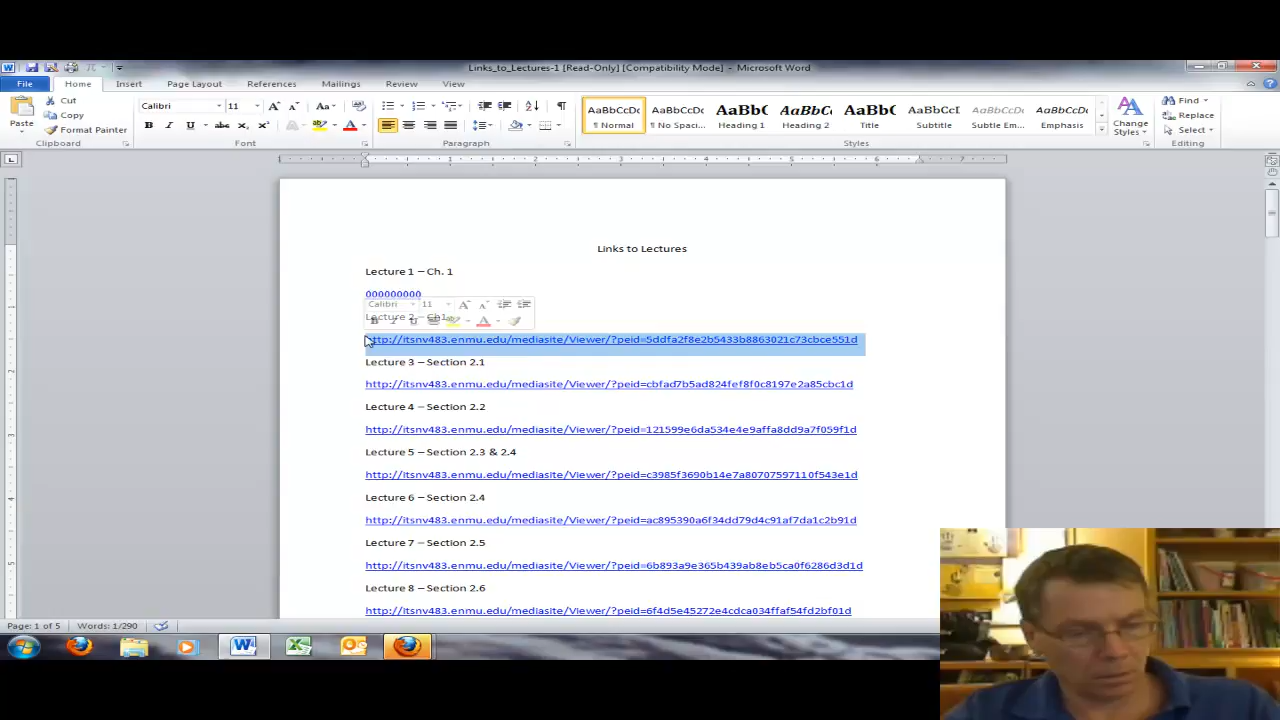 Links_to_Lectures-1 [Read-Only] [Compatibility Mode] - Microsoft Word
File Home Insert Page Layout References Mailings Review View
Paste
Cut
Copy
Format Painter
Calibri 11
AaBbCcDc AaBbCcDc AaBbC AaBbCc AaBbC AaBbCcI AaBbCcDc AaBbCcDc
¶ Normal ¶ No Spaci... Heading 1 Heading 2 Title Subtitle Subtle Em... Emphasis
Change Styles
Find
Replace
Select
Clipboard Font Paragraph Styles Editing
Links to Lectures
Lecture 1 – Ch. 1
000000000
Calibri 11
Lecture 2 – Ch1
http://itsnv483.enmu.edu/mediasite/Viewer/?peid=5ddfa2f8e2b5433b8863021c73cbce551d
Lecture 3 – Section 2.1
http://itsnv483.enmu.edu/mediasite/Viewer/?peid=cbfad7b5ad824fef8f0c8197e2a85cbc1d
Lecture 4 – Section 2.2
http://itsnv483.enmu.edu/mediasite/Viewer/?peid=121599e6da534e4e9affa8dd9a7f059f1d
Lecture 5 – Section 2.3 & 2.4
http://itsnv483.enmu.edu/mediasite/Viewer/?peid=c3985f3690b14e7a80707597110f543e1d
Lecture 6 – Section 2.4
http://itsnv483.enmu.edu/mediasite/Viewer/?peid=ac895390a6f34dd79d4c91af7da1c2b91d
Lecture 7 – Section 2.5
http://itsnv483.enmu.edu/mediasite/Viewer/?peid=6b893a9e365b439ab8eb5ca0f6286d3d1d
Lecture 8 – Section 2.6
http://itsnv483.enmu.edu/mediasite/Viewer/?peid=6f4d5e45272e4cdca034ffaf54fd2bf01d
Page: 1 of 5 Words: 1/290